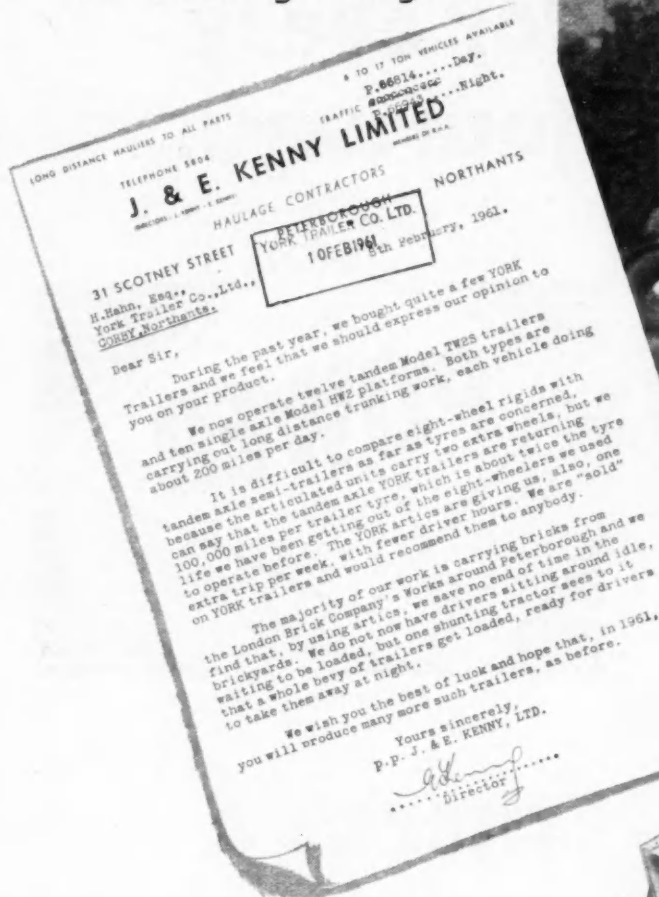 8 TO 17 TON VEHICLES AVAILABLE
P.66814.....Day.
TRAFFIC
P.66943.....Night.
LONG DISTANCE HAULIERS TO ALL PARTS
TELEPHONE 5804
J. & E. KENNY LIMITED
MEMBERS OF R.H.A.
DIRECTORS: J. KENNY · E. KENNY
HAULAGE CONTRACTORS
31 SCOTNEY STREET PETERBOROUGH NORTHANTS
YORK TRAILER CO. LTD.
10FEB1961
8th February, 1961.
H.Hahn, Esq.,
York Trailer Co.,Ltd.,
CORBY,Northants.
Dear Sir,
During the past year, we bought quite a few YORK
Trailers and we feel that we should express our opinion to
you on your product.
We now operate twelve tandem Model TW2S trailers
and ten single axle Model HW2 platforms. Both types are
carrying out long distance trunking work, each vehicle doing
about 200 miles per day.
It is difficult to compare eight-wheel rigids with
tandem axle semi-trailers as far as tyres are concerned,
because the articulated units carry two extra wheels, but we
can say that the tandem axle YORK trailers are returning
100,000 miles per trailer tyre, which is about twice the tyre
life we have been getting out of the eight-wheelers we used
to operate before. The YORK artics are giving us, also, one
extra trip per week, with fewer driver hours. We are "sold"
on YORK trailers and would recommend them to anybody.
The majority of our work is carrying bricks from
the London Brick Company's Works around Peterborough and we
find that, by using artics, we save no end of time in the
brickyards. We do not now have drivers sitting around idle,
waiting to be loaded, but one shunting tractor sees to it
that a whole bevy of trailers get loaded, ready for drivers
to take them away at night.
We wish you the best of luck and hope that, in 1961,
you will produce many more such trailers, as before.
Yours sincerely,
p.p. J. & E. KENNY, LTD.
Director